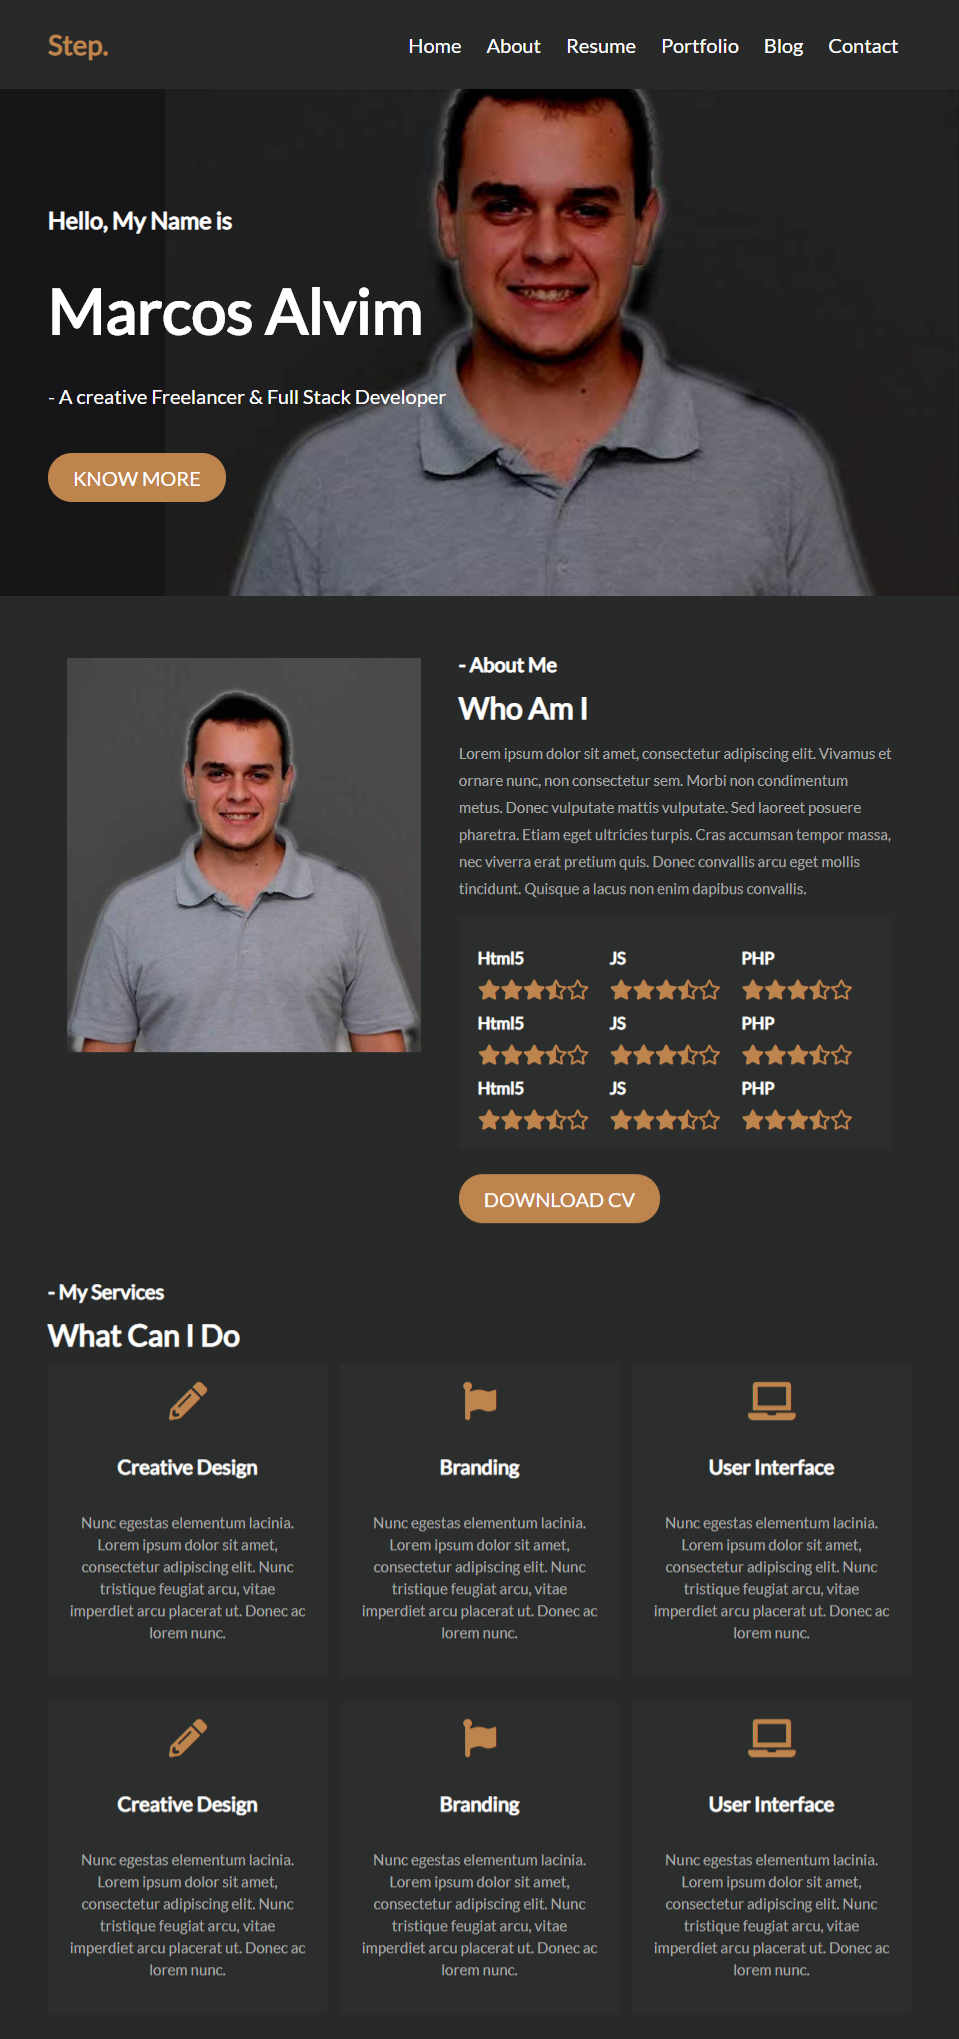 Step.
Home About Resume Portfolio Blog Contact
Hello, My Name is
Marcos Alvim
- A creative Freelancer & Full Stack Developer
KNOW MORE
- About Me
Who Am I
Lorem ipsum dolor sit amet, consectetur adipiscing elit. Vivamus et
ornare nunc, non consectetur sem. Morbi non condimentum
metus. Donec vulputate mattis vulputate. Sed laoreet posuere
pharetra. Etiam eget ultricies turpis. Cras accumsan tempor massa,
nec viverra erat pretium quis. Donec convallis arcu eget mollis
tincidunt. Quisque a lacus non enim dapibus convallis.
Html5 JS PHP
Html5 JS PHP
Html5 JS PHP
DOWNLOAD CV
- My Services
What Can I Do
Creative Design
Nunc egestas elementum lacinia.
Lorem ipsum dolor sit amet,
consectetur adipiscing elit. Nunc
tristique feugiat arcu, vitae
imperdiet arcu placerat ut. Donec ac
lorem nunc.
Branding
Nunc egestas elementum lacinia.
Lorem ipsum dolor sit amet,
consectetur adipiscing elit. Nunc
tristique feugiat arcu, vitae
imperdiet arcu placerat ut. Donec ac
lorem nunc.
User Interface
Nunc egestas elementum lacinia.
Lorem ipsum dolor sit amet,
consectetur adipiscing elit. Nunc
tristique feugiat arcu, vitae
imperdiet arcu placerat ut. Donec ac
lorem nunc.
Creative Design
Nunc egestas elementum lacinia.
Lorem ipsum dolor sit amet,
consectetur adipiscing elit. Nunc
tristique feugiat arcu, vitae
imperdiet arcu placerat ut. Donec ac
lorem nunc.
Branding
Nunc egestas elementum lacinia.
Lorem ipsum dolor sit amet,
consectetur adipiscing elit. Nunc
tristique feugiat arcu, vitae
imperdiet arcu placerat ut. Donec ac
lorem nunc.
User Interface
Nunc egestas elementum lacinia.
Lorem ipsum dolor sit amet,
consectetur adipiscing elit. Nunc
tristique feugiat arcu, vitae
imperdiet arcu placerat ut. Donec ac
lorem nunc.